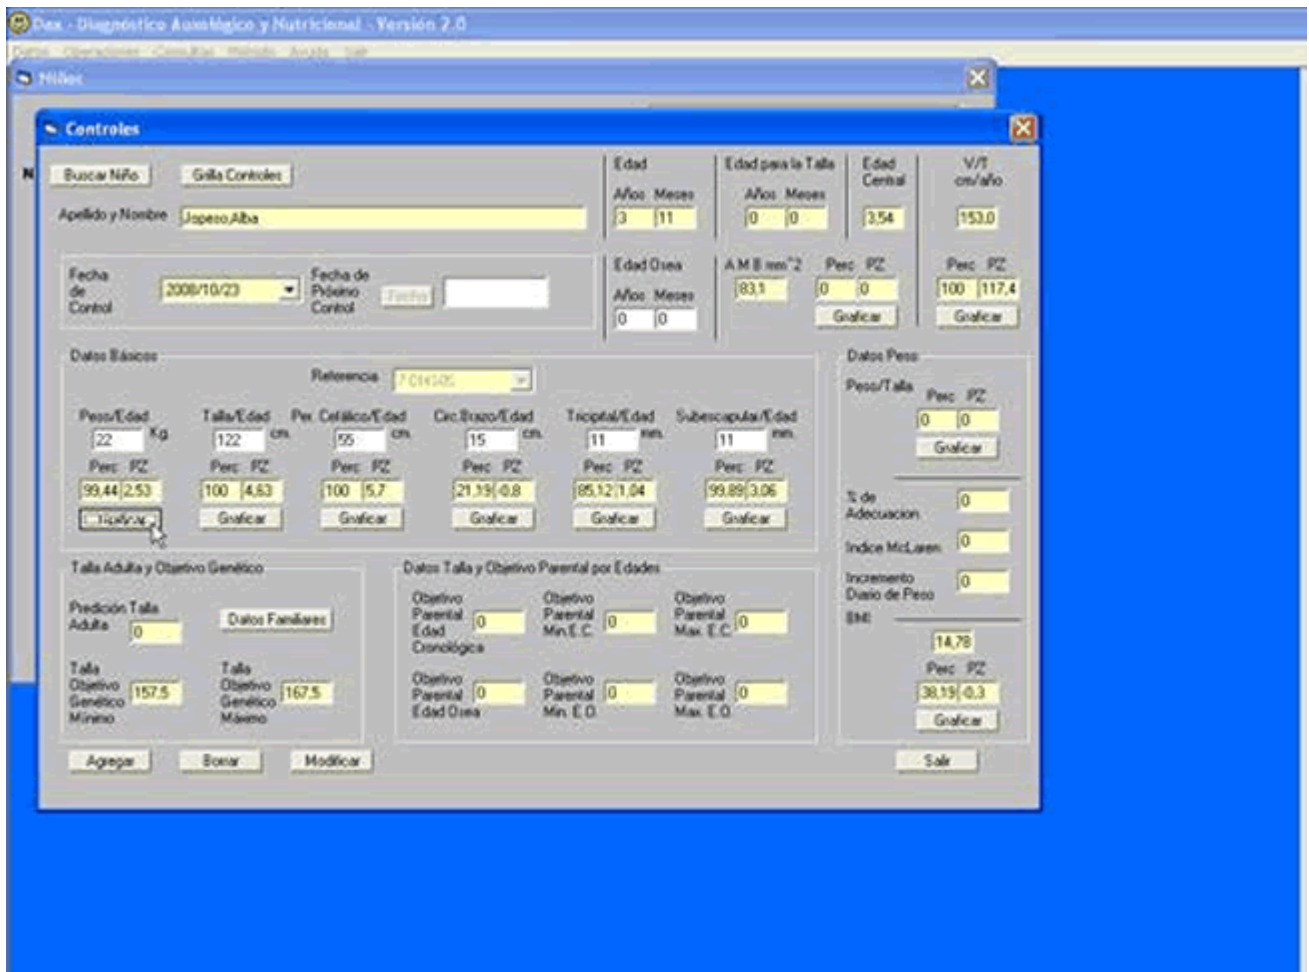 Dax - Diagnóstico Auxológico y Nutricional - Versión 2.0
Datos Operaciones Consultas Método Ayuda Salir
Niños
Controles
N
Buscar Niño Grilla Controles
Apellido y Nombre
Alba
Edad
Años Meses
3 11
Edad para la Talla
Años Meses
0 0
Edad Central
3,54
V/T
cm/año
153,0
Fecha de Control
2008/10/23
Fecha de Próximo Control
Fecha
Edad Osea
Años Meses
0 0
A M B mm^2
83,1
Perc PZ
0 0
Graficar
Perc PZ
100 117,4
Graficar
Datos Básicos
Referencia
Peso/Edad
22 Kg.
Perc PZ
99,44 2,53
Talla/Edad
122 cm.
Perc PZ
100 4,63
Graficar
Per. Cefálico/Edad
55 cm.
Perc PZ
100 5,7
Graficar
Circ.Brazo/Edad
15 cm.
Perc PZ
21,19 -0,8
Graficar
Tricipital/Edad
11 mm.
Perc PZ
85,12 1,04
Graficar
Subescapular/Edad
11 mm.
Perc PZ
99,89 3,06
Graficar
Datos Peso
Peso/Talla
Perc PZ
0 0
Graficar
% de Adecuacion
0
Indice McLaren
0
Incremento Diario de Peso
0
BMI
14,78
Perc PZ
38,19 -0,3
Graficar
Talla Adulta y Objetivo Genético
Predición Talla Adulta
0
Datos Familiares
Talla Objetivo Genético Mínimo
157,5
Talla Objetivo Genético Máximo
167,5
Datos Talla y Objetivo Parental por Edades
Objetivo Parental Edad Cronológica
0
Objetivo Parental Min.E.C.
0
Objetivo Parental Max. E.C.
0
Objetivo Parental Edad Osea
0
Objetivo Parental Min. E.O.
0
Objetivo Parental Max. E.O.
0
Agregar Borrar Modificar
Salir